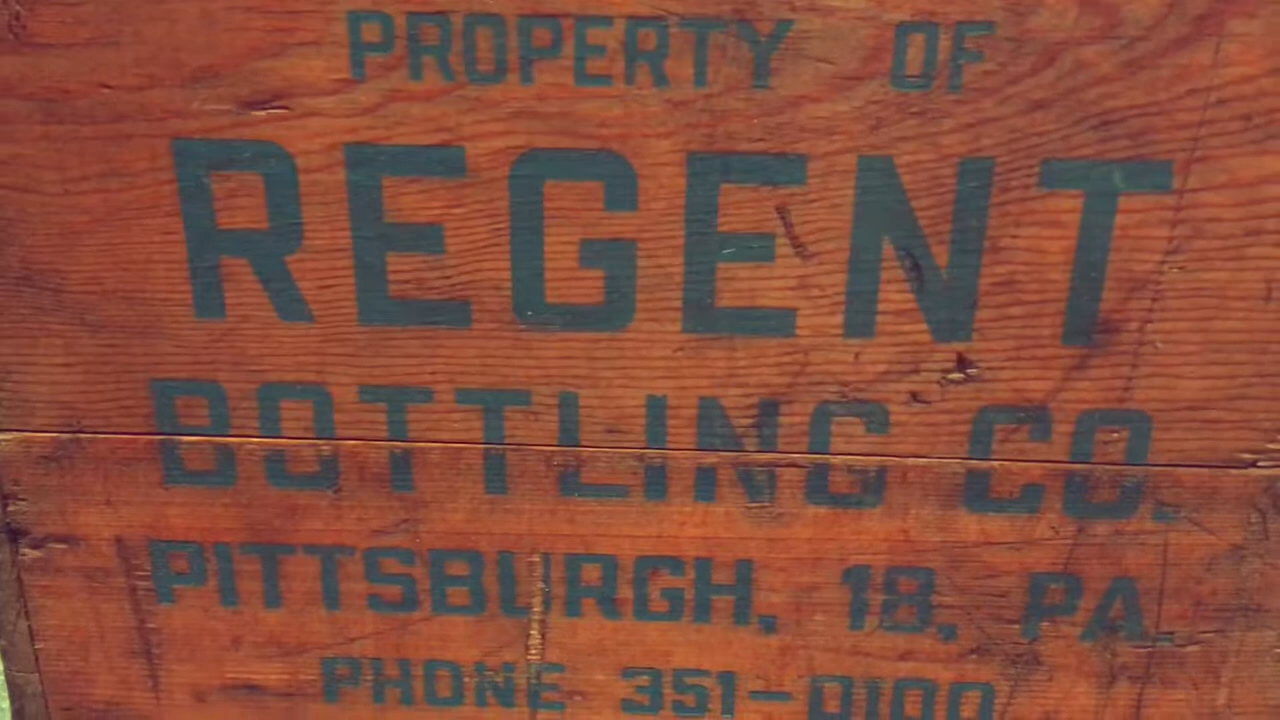 PROPERTY OF
REGENT
BOTTLING CO.
PITTSBURGH, 18, PA.
PHONE 351-0100